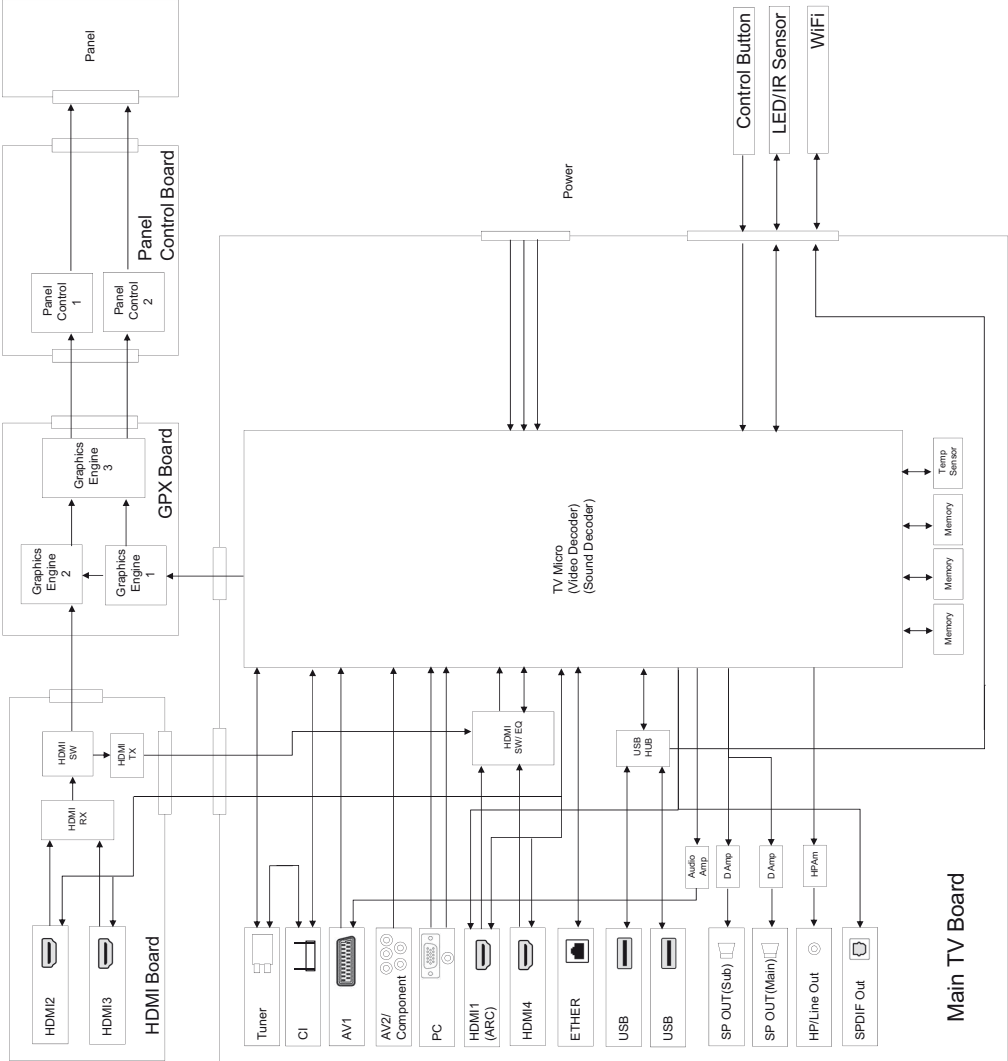 Panel
Panel
Control Board
Panel
Control
1
Panel
Control
2
GPX Board
Graphics
Engine
3
Graphics
Engine
2
Graphics
Engine
1
HDMI Board
HDMI
SW
HDMI
TX
HDMI
RX
HDMI2
HDMI3
Main TV Board
TV Micro
(Video Decoder)
(Sound Decoder)
Power
Control Button
LED/IR Sensor
WiFi
Temp
Sensor
Memory
Memory
Memory
HDMI
SW/ EQ
USB
HUB
Audio
Amp
D Amp
D Amp
HPAm
Tuner
CI
AV1
AV2/
Component
PC
HDMI1
(ARC)
HDMI4
ETHER
USB
USB
SP OUT(Sub)
SP OUT(Main)
HP/Line Out
SPDIF Out